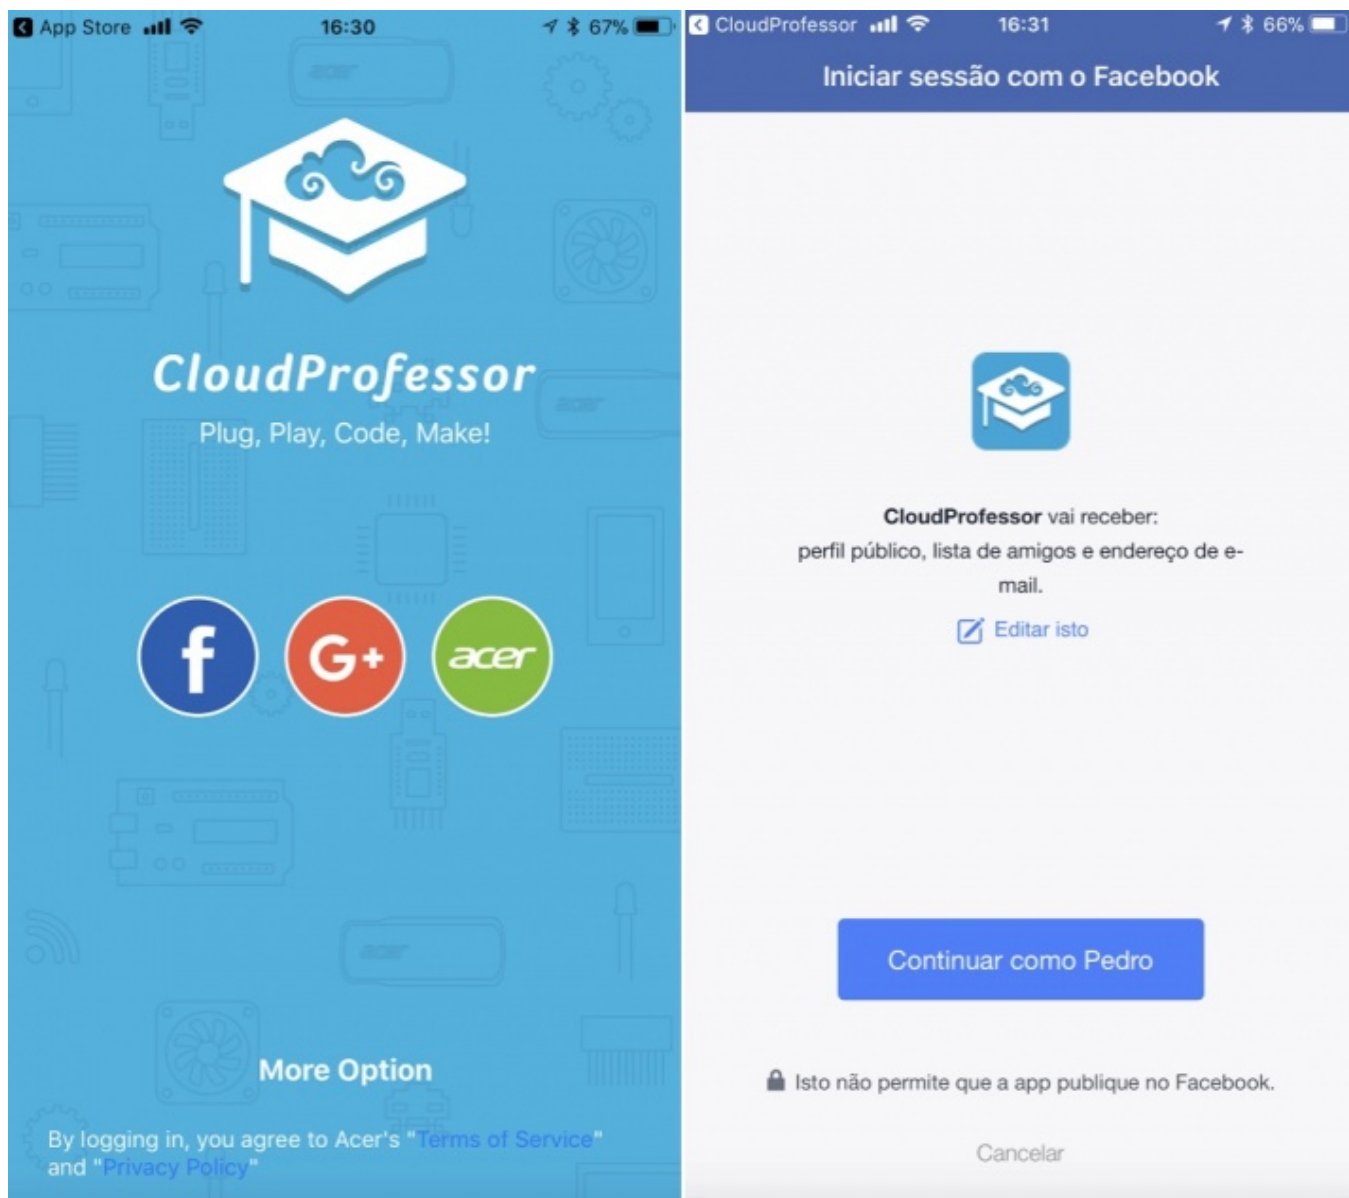 App Store
16:30
67%
acer
CloudProfessor
Plug, Play, Code, Make!
acer
f
G+
acer
acer
More Option
By logging in, you agree to Acer's "Terms of Service"
and "Privacy Policy"
CloudProfessor
16:31
66%
Iniciar sessão com o Facebook
CloudProfessor vai receber:
perfil público, lista de amigos e endereço de e-
mail.
Editar isto
Continuar como Pedro
Isto não permite que a app publique no Facebook.
Cancelar